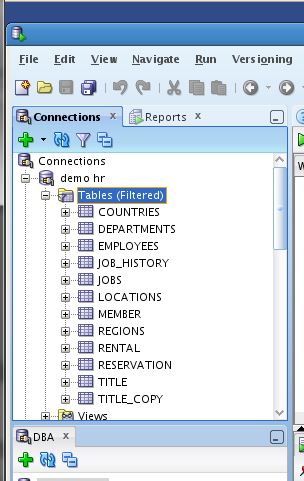 File Edit View Navigate Run Versioning
Connections x Reports x
Connections
demo hr
Tables (Filtered)
COUNTRIES
DEPARTMENTS
EMPLOYEES
JOB_HISTORY
JOBS
LOCATIONS
MEMBER
REGIONS
RENTAL
RESERVATION
TITLE
TITLE_COPY
Views
DBA x